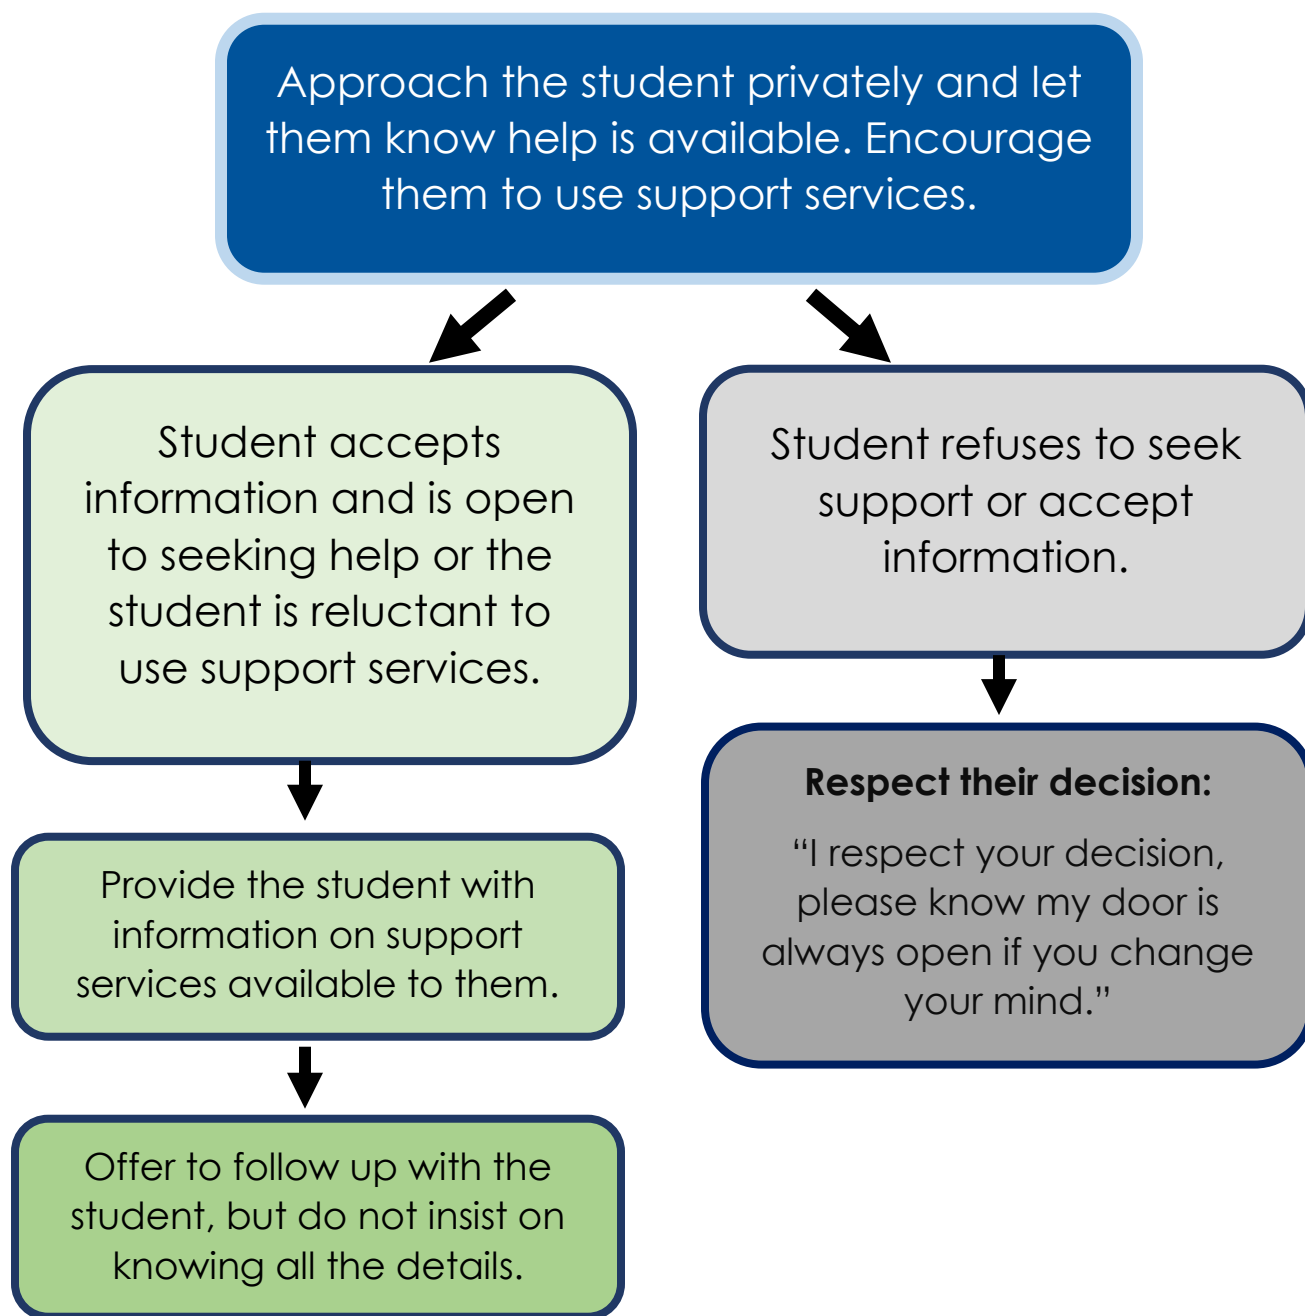 Approach the student privately and let
them know help is available. Encourage
them to use support services.
Student accepts
information and is open
to seeking help or the
student is reluctant to
use support services.
Provide the student with
information on support
services available to them.
Offer to follow up with the
student, but do not insist on
knowing all the details.
Student refuses to seek
support or accept
information.
Respect their decision:
“I respect your decision,
please know my door is
always open if you change
your mind.”